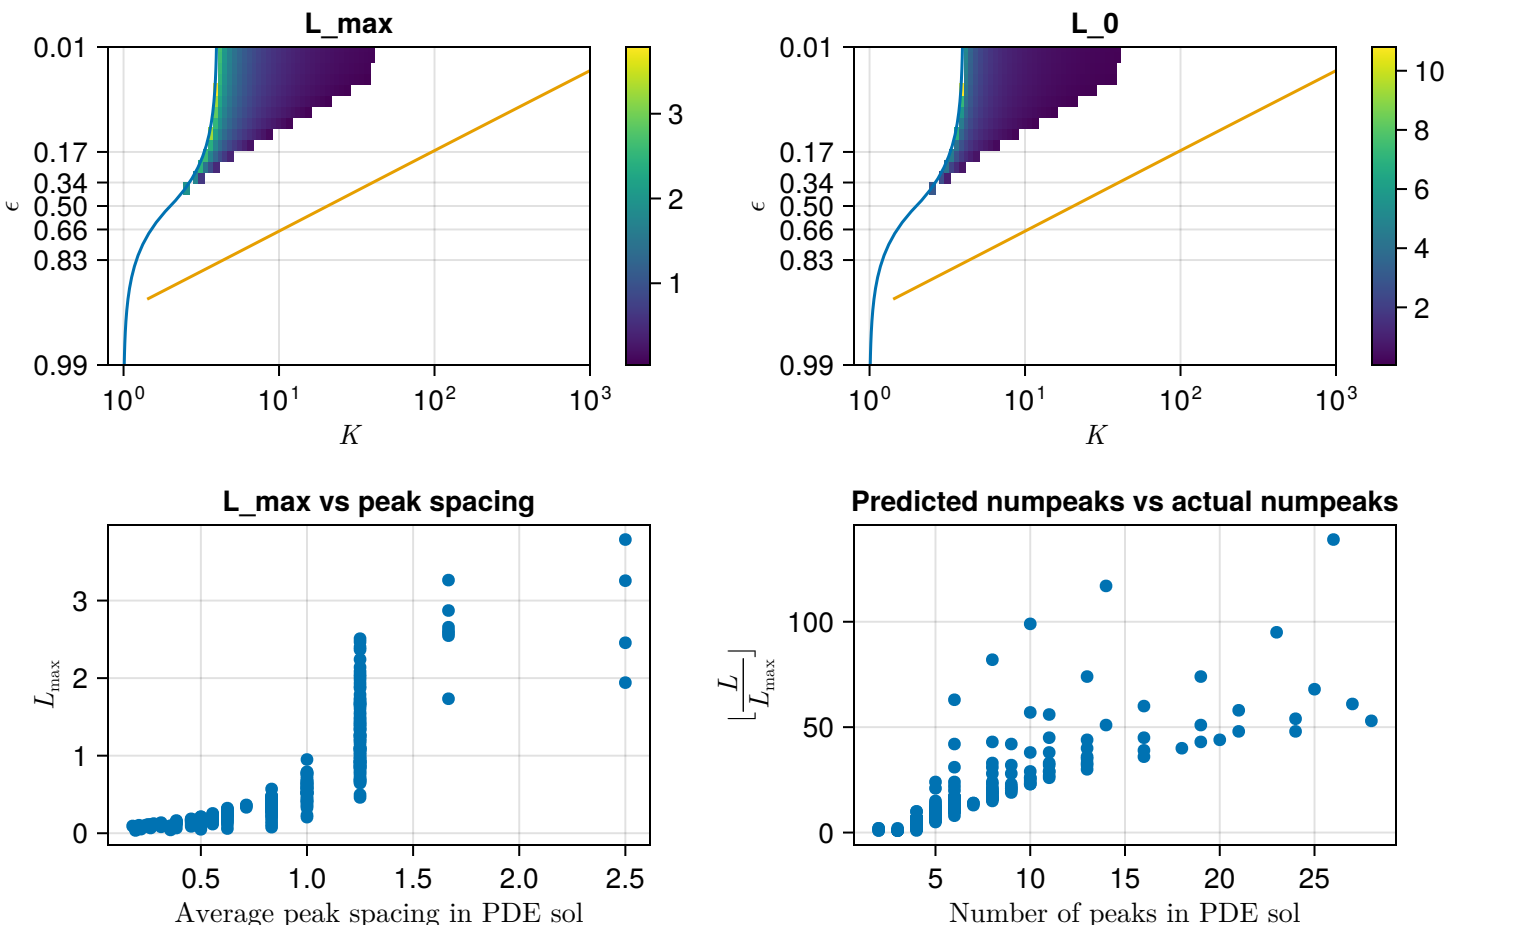 L_max
0.01
0.17
0.34
0.50
0.66
0.83
0.99
ϵ
10⁰ 10¹ 10² 10³
K
3
2
1
L_0
0.01
0.17
0.34
0.50
0.66
0.83
0.99
ϵ
10⁰ 10¹ 10² 10³
K
10
8
6
4
2
L_max vs peak spacing
3
2
1
0
Lmax
0.5 1.0 1.5 2.0 2.5
Average peak spacing in PDE sol
Predicted numpeaks vs actual numpeaks
100
50
0
⌊L/Lmax⌋
5 10 15 20 25
Number of peaks in PDE sol